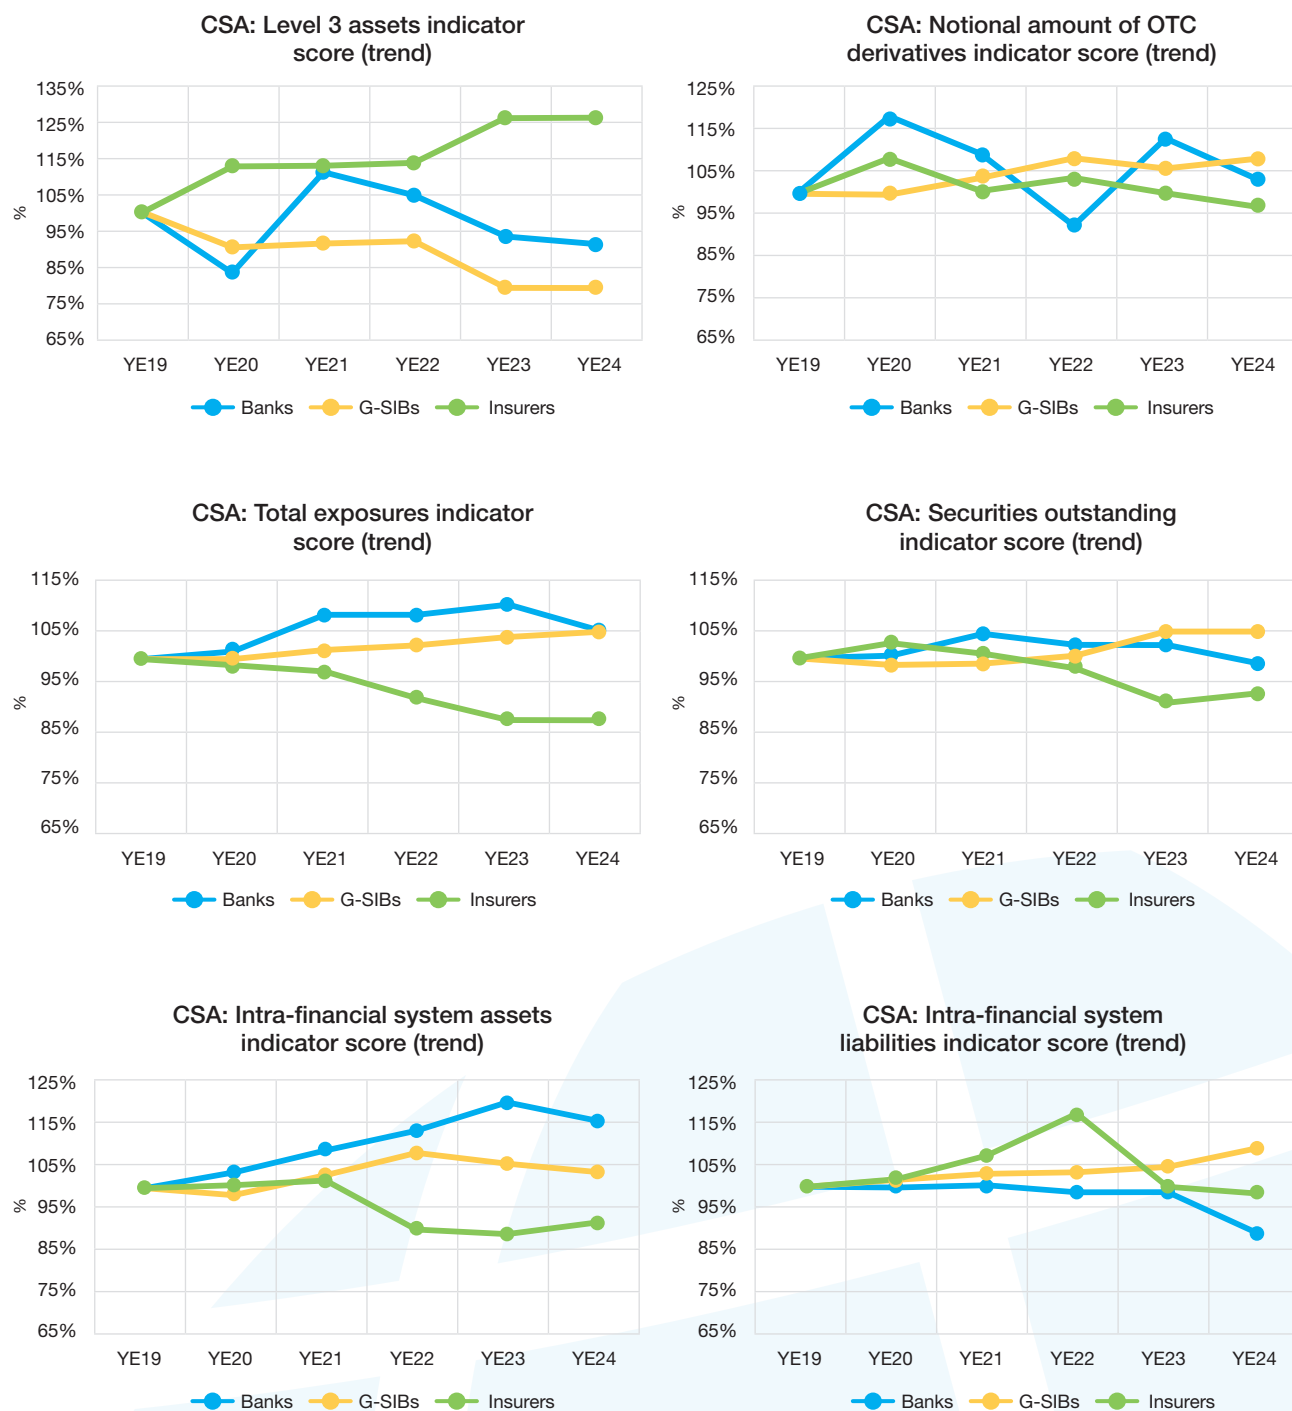 CSA: Level 3 assets indicator
score (trend)
135%
125%
115%
105%
95%
85%
75%
65%
%
YE19 YE20 YE21 YE22 YE23 YE24
Banks G-SIBs Insurers
CSA: Notional amount of OTC
derivatives indicator score (trend)
125%
115%
105%
95%
85%
75%
65%
%
YE19 YE20 YE21 YE22 YE23 YE24
Banks G-SIBs Insurers
CSA: Total exposures indicator
score (trend)
115%
105%
95%
85%
75%
65%
%
YE19 YE20 YE21 YE22 YE23 YE24
Banks G-SIBs Insurers
CSA: Securities outstanding
indicator score (trend)
115%
105%
95%
85%
75%
65%
%
YE19 YE20 YE21 YE22 YE23 YE24
Banks G-SIBs Insurers
CSA: Intra-financial system assets
indicator score (trend)
125%
115%
105%
95%
85%
75%
65%
%
YE19 YE20 YE21 YE22 YE23 YE24
Banks G-SIBs Insurers
CSA: Intra-financial system
liabilities indicator score (trend)
125%
115%
105%
95%
85%
75%
65%
%
YE19 YE20 YE21 YE22 YE23 YE24
Banks G-SIBs Insurers